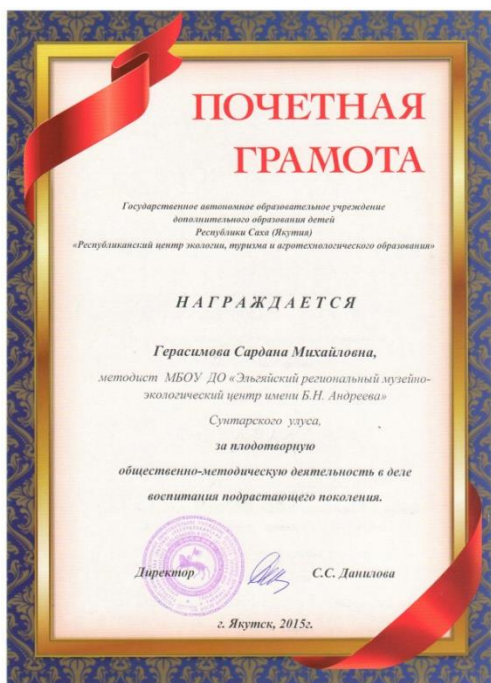 ПОЧЕТНАЯ
ГРАМОТА
Государственное автономное образовательное учреждение
дополнительного образования детей
Республики Саха (Якутия)
«Республиканский центр экологии, туризма и агротехнологического образования»
НАГРАЖДАЕТСЯ
Герасимова Сардана Михайловна,
методист МБОУ ДО «Эльгяйский региональный музейно-
экологический центр имени Б.Н. Андреева»
Сунтарского улуса,
за плодотворную
общественно-методическую деятельность в деле
воспитания подрастающего поколения.
Директор С.С. Данилова
г. Якутск, 2015г.